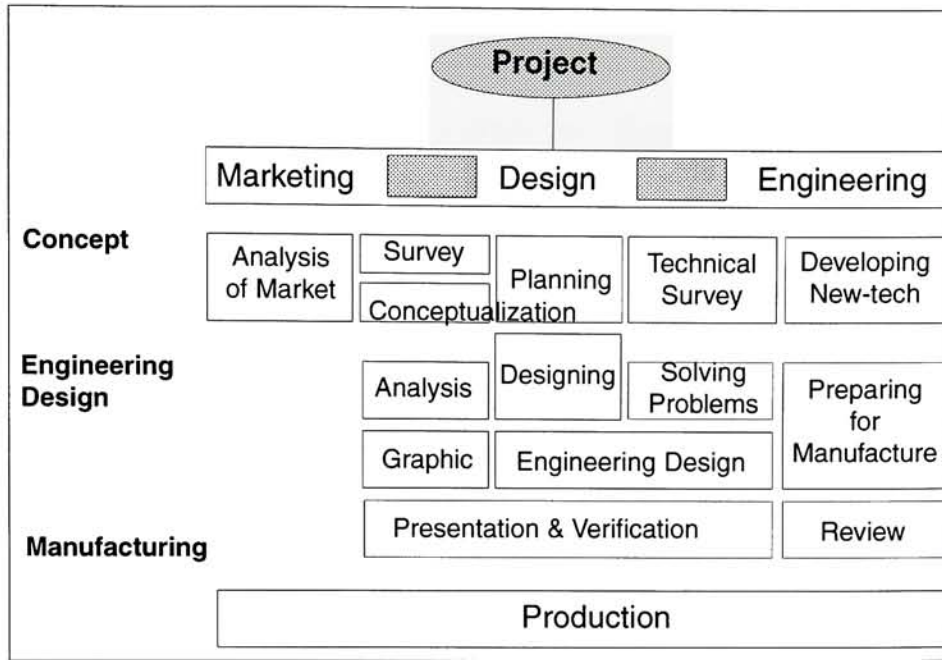 Project
Marketing Design Engineering
Concept
Analysis
of Market
Survey
Conceptualization
Planning
Technical
Survey
Developing
New-tech
Engineering
Design
Analysis
Designing
Solving
Problems
Preparing
for
Manufacture
Graphic
Engineering Design
Manufacturing
Presentation & Verification
Review
Production